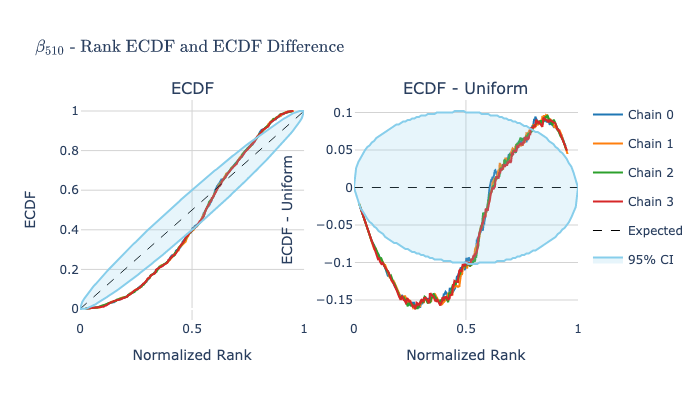 β510 - Rank ECDF and ECDF Difference
ECDF
ECDF
1
0.8
0.6
0.4
0.2
0
0 0.5 1
Normalized Rank
ECDF - Uniform
ECDF - Uniform
0.1
0.05
0
−0.05
−0.1
−0.15
0 0.5 1
Normalized Rank
Chain 0
Chain 1
Chain 2
Chain 3
Expected
95% CI